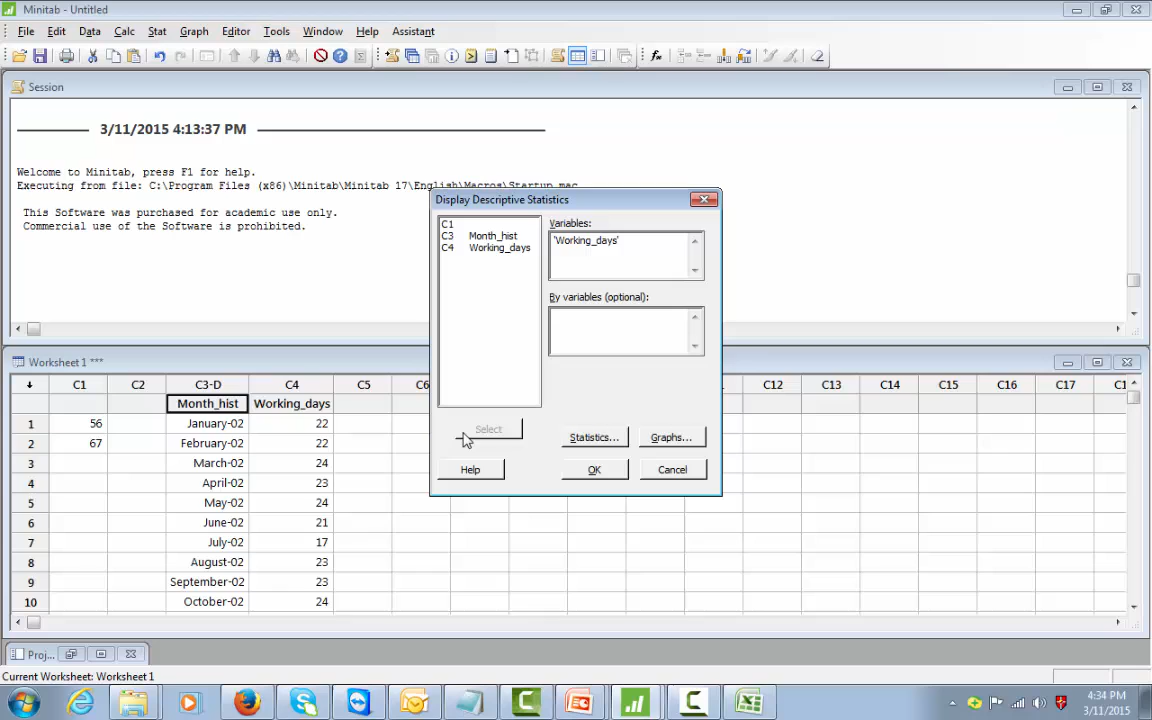 Minitab - Untitled
File Edit Data Calc Stat Graph Editor Tools Window Help Assistant
Session
3/11/2015 4:13:37 PM
Welcome to Minitab, press F1 for help.
Executing from file: C:\Program Files (x86)\Minitab\Minitab 17\English\Macros\Startup.mac
This Software was purchased for academic use only.
Commercial use of the Software is prohibited.
Display Descriptive Statistics
C1
C3 Month_hist
C4 Working_days
Variables:
'Working_days'
By variables (optional):
Select
Statistics... Graphs...
Help OK Cancel
Worksheet 1 ***
C1 C2 C3-D C4 C5 C6 C12 C13 C14 C15 C16 C17 C1
Month_hist Working_days
1 56 January-02 22
2 67 February-02 22
3 March-02 24
4 April-02 23
5 May-02 24
6 June-02 21
7 July-02 17
8 August-02 23
9 September-02 23
10 October-02 24
Proj...
Current Worksheet: Worksheet 1
4:34 PM
3/11/2015